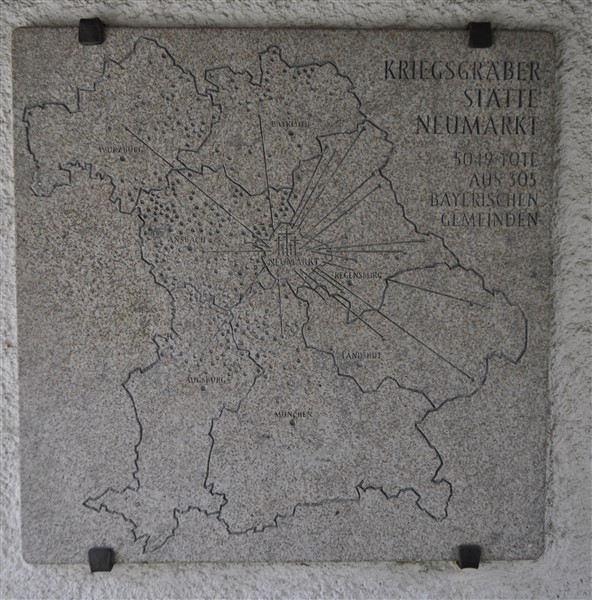 KRIEGSGRÄBER
STÄTTE
NEUMARKT
5049 TOTE
AUS 303
BAYERISCHEN
GEMEINDEN
BAYREUTH
WÜRZBURG
ANSBACH
NEUMARKT
REGENSBURG
LANDSHUT
AUGSBURG
MÜNCHEN